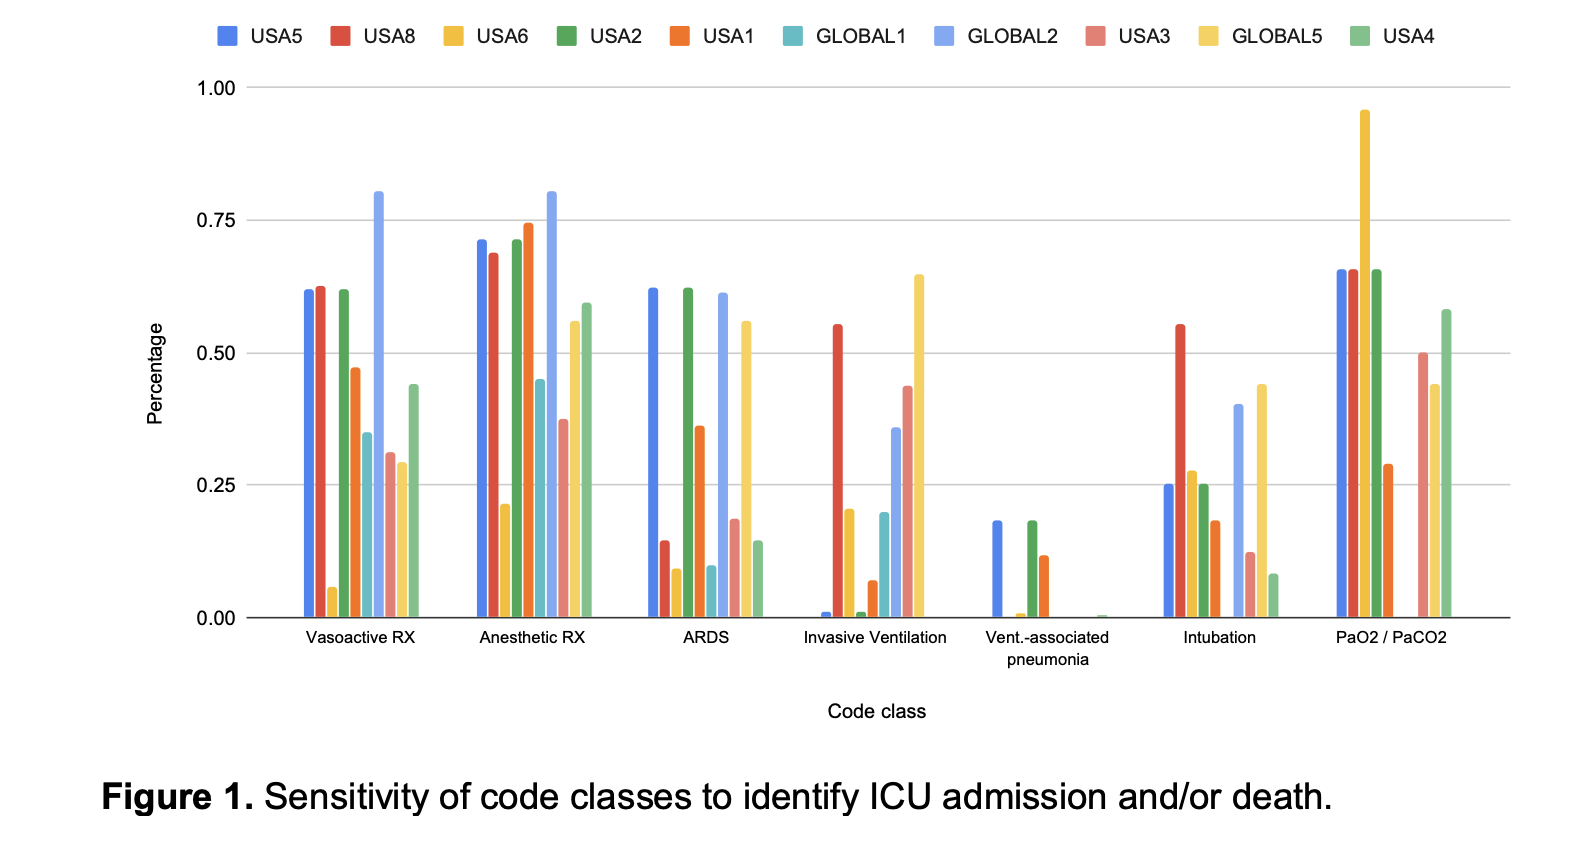 USA5 USA8 USA6 USA2 USA1 GLOBAL1 GLOBAL2 USA3 GLOBAL5 USA4
1.00
0.75
0.50
0.25
0.00
Percentage
Vasoactive RX Anesthetic RX ARDS Invasive Ventilation Vent.-associated pneumonia Intubation PaO2 / PaCO2
Code class
Figure 1. Sensitivity of code classes to identify ICU admission and/or death.